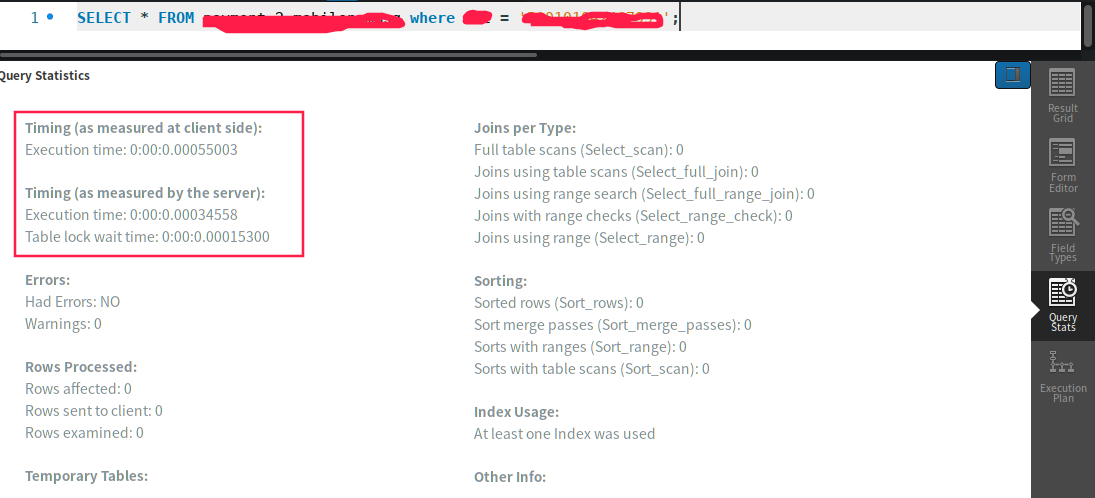 1 SELECT * FROM where = ';
Query Statistics
Timing (as measured at client side):
Execution time: 0:00:0.00055003
Timing (as measured by the server):
Execution time: 0:00:0.00034558
Table lock wait time: 0:00:0.00015300
Errors:
Had Errors: NO
Warnings: 0
Rows Processed:
Rows affected: 0
Rows sent to client: 0
Rows examined: 0
Temporary Tables:
Joins per Type:
Full table scans (Select_scan): 0
Joins using table scans (Select_full_join): 0
Joins using range search (Select_full_range_join): 0
Joins with range checks (Select_range_check): 0
Joins using range (Select_range): 0
Sorting:
Sorted rows (Sort_rows): 0
Sort merge passes (Sort_merge_passes): 0
Sorts with ranges (Sort_range): 0
Sorts with table scans (Sort_scan): 0
Index Usage:
At least one Index was used
Other Info:
Result
Grid
Form
Editor
Field
Types
Query
Stats
Execution
Plan